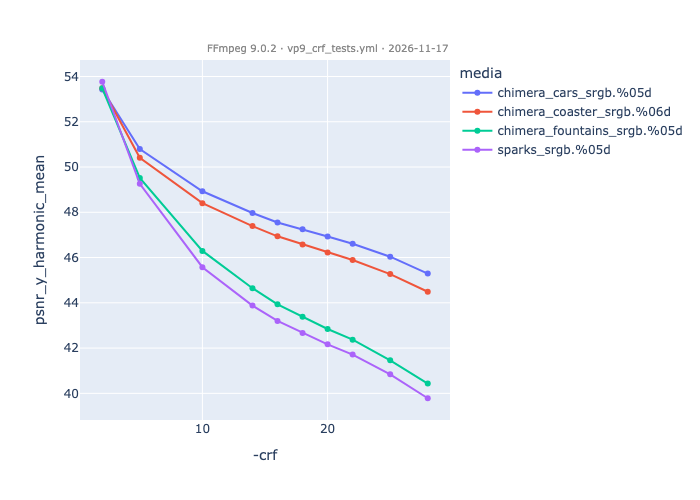 FFmpeg 9.0.2 · vp9_crf_tests.yml · 2026-11-17
media
chimera_cars_srgb.%05d
chimera_coaster_srgb.%06d
chimera_fountains_srgb.%05d
sparks_srgb.%05d
psnr_y_harmonic_mean
54
52
50
48
46
44
42
40
10
20
-crf